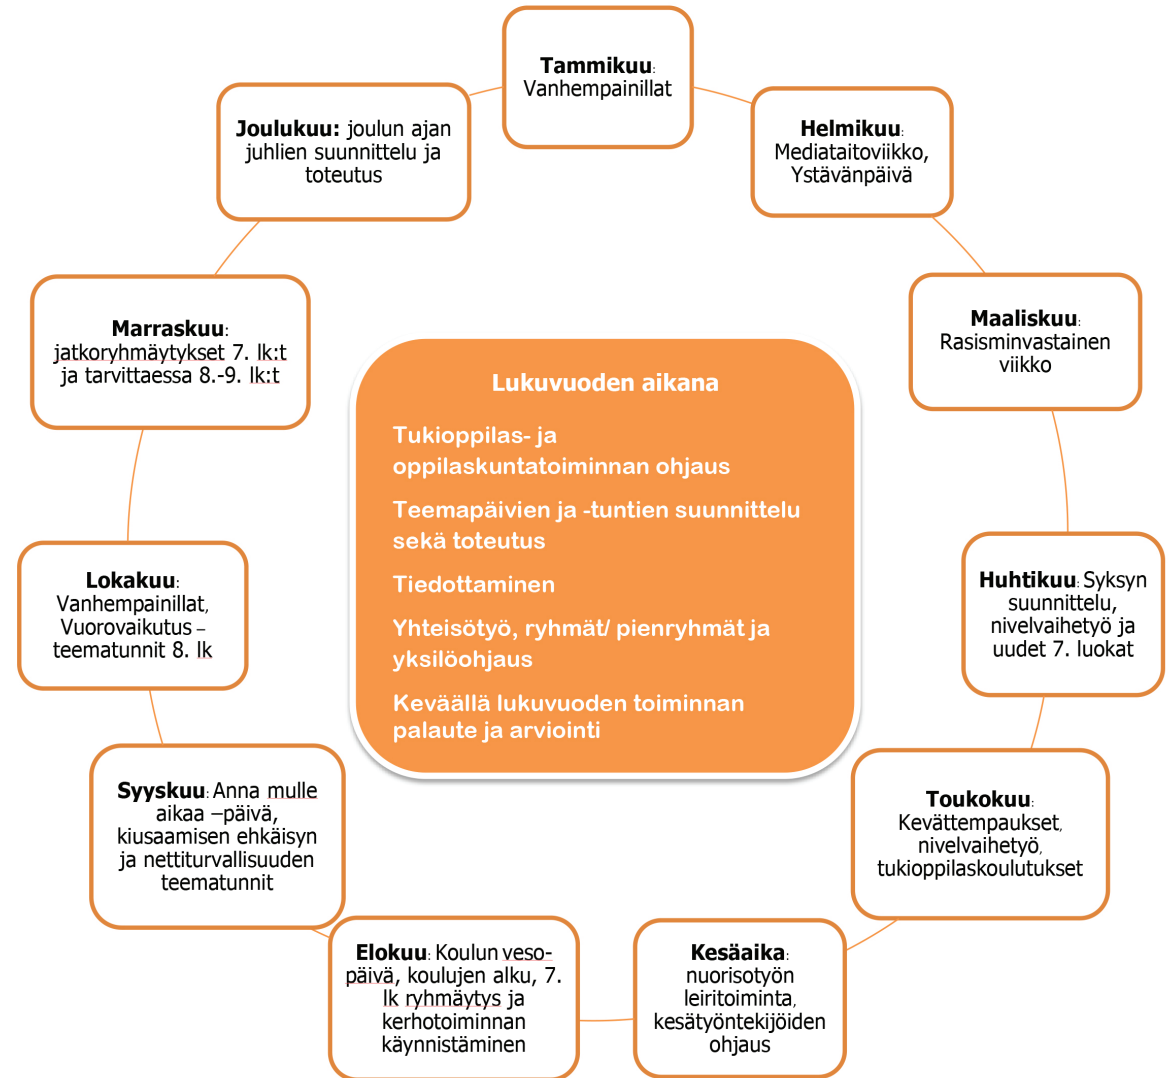 Tammikuu:
Vanhempainillat
Helmikuu:
Mediataitoviikko,
Ystävänpäivä
Maaliskuu:
Rasisminvastainen
viikko
Huhtikuu: Syksyn
suunnittelu,
nivelvaihetyö ja
uudet 7. luokat
Toukokuu:
Kevättempaukset,
nivelvaihetyö,
tukioppilaskoulutukset
Kesäaika:
nuorisotyön
leiritoiminta,
kesätyöntekijöiden
ohjaus
Elokuu: Koulun veso-
päivä, koulujen alku, 7.
lk ryhmäytys ja
kerhotoiminnan
käynnistäminen
Syyskuu: Anna mulle
aikaa –päivä,
kiusaamisen ehkäisyn
ja nettiturvallisuuden
teematunnit
Lokakuu:
Vanhempainillat,
Vuorovaikutus –
teematunnit 8. lk
Marraskuu:
jatkoryhmäytykset 7. lk:t
ja tarvittaessa 8.-9. lk:t
Joulukuu: joulun ajan
juhlien suunnittelu ja
toteutus
Lukuvuoden aikana
Tukioppilas- ja
oppilaskuntatoiminnan ohjaus
Teemapäivien ja -tuntien suunnittelu
sekä toteutus
Tiedottaminen
Yhteisötyö, ryhmät/ pienryhmät ja
yksilöohjaus
Keväällä lukuvuoden toiminnan
palaute ja arviointi